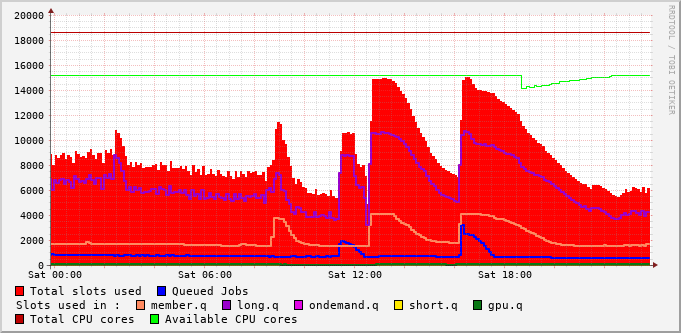 20000
18000
16000
14000
12000
10000
8000
6000
4000
2000
0
Sat 00:00 Sat 06:00 Sat 12:00 Sat 18:00
RRDTOOL / TOBI OETIKER
Total slots used Queued Jobs
Slots used in : member.q long.q ondemand.q short.q gpu.q
Total CPU cores Available CPU cores